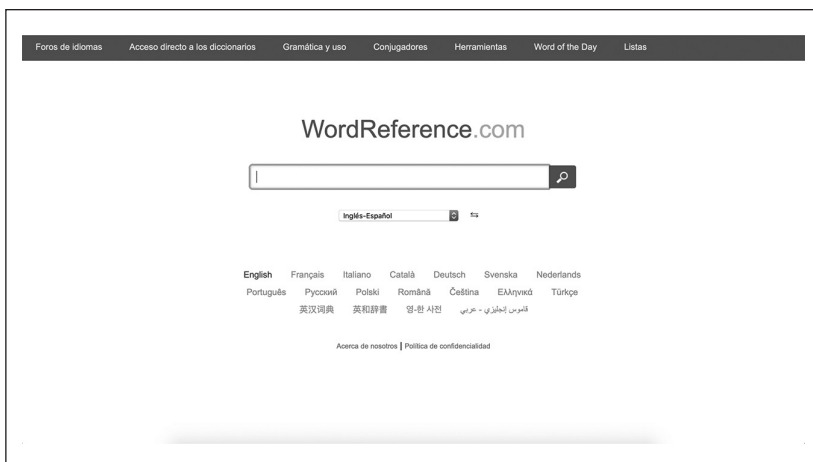 Foros de idiomas Acceso directo a los diccionarios Gramática y uso Conjugadores Herramientas Word of the Day Listas
WordReference.com
Inglés-Español
English Français Italiano Català Deutsch Svenska Nederlands
Português Русский Polski Română Čeština Ελληνικά Türkçe
英汉词典 英和辞書 영-한 사전 قاموس إنجليزي - عربي
Acerca de nosotros | Política de confidencialidad